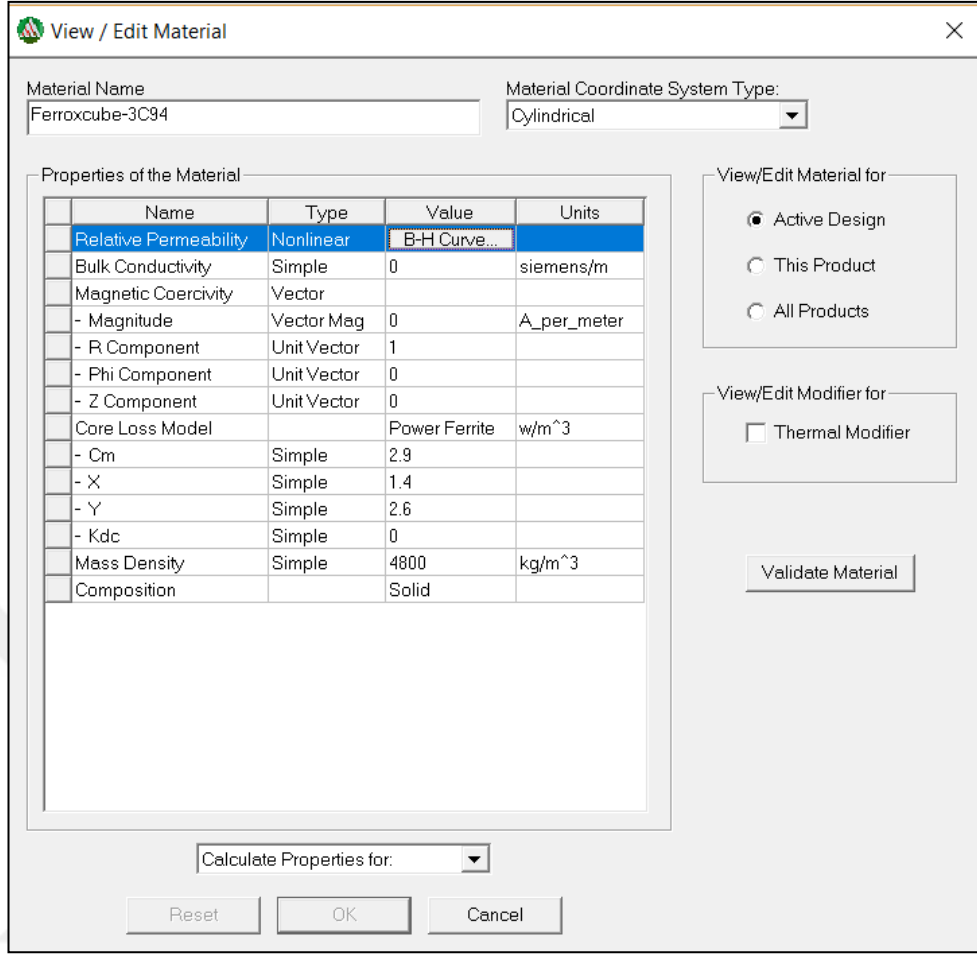 View / Edit Material
Material Name
Material Coordinate System Type:
Ferroxcube-3C94
Cylindrical
Properties of the Material
Name Type Value Units
Relative Permeability Nonlinear B-H Curve...
Bulk Conductivity Simple 0 siemens/m
Magnetic Coercivity Vector
- Magnitude Vector Mag 0 A_per_meter
- R Component Unit Vector 1
- Phi Component Unit Vector 0
- Z Component Unit Vector 0
Core Loss Model Power Ferrite w/m^3
- Cm Simple 2.9
- X Simple 1.4
- Y Simple 2.6
- Kdc Simple 0
Mass Density Simple 4800 kg/m^3
Composition Solid
View/Edit Material for
Active Design
This Product
All Products
View/Edit Modifier for
Thermal Modifier
Validate Material
Calculate Properties for:
Reset OK Cancel